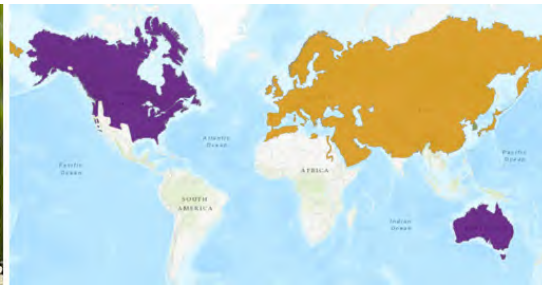 Atlantic
Ocean
Pacific
Ocean
AFRICA
Pacific
Ocean
SOUTH
AMERICA
Indian
Ocean